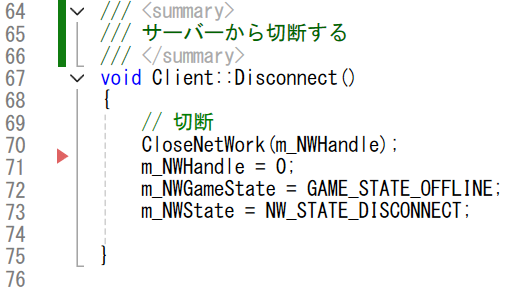 64 /// <summary>
65 /// サーバーから切断する
66 /// </summary>
67 void Client::Disconnect()
68 {
69 // 切断
70 CloseNetWork(m_NWHandle);
71 m_NWHandle = 0;
72 m_NWGameState = GAME_STATE_OFFLINE;
73 m_NWState = NW_STATE_DISCONNECT;
74
75 }
76